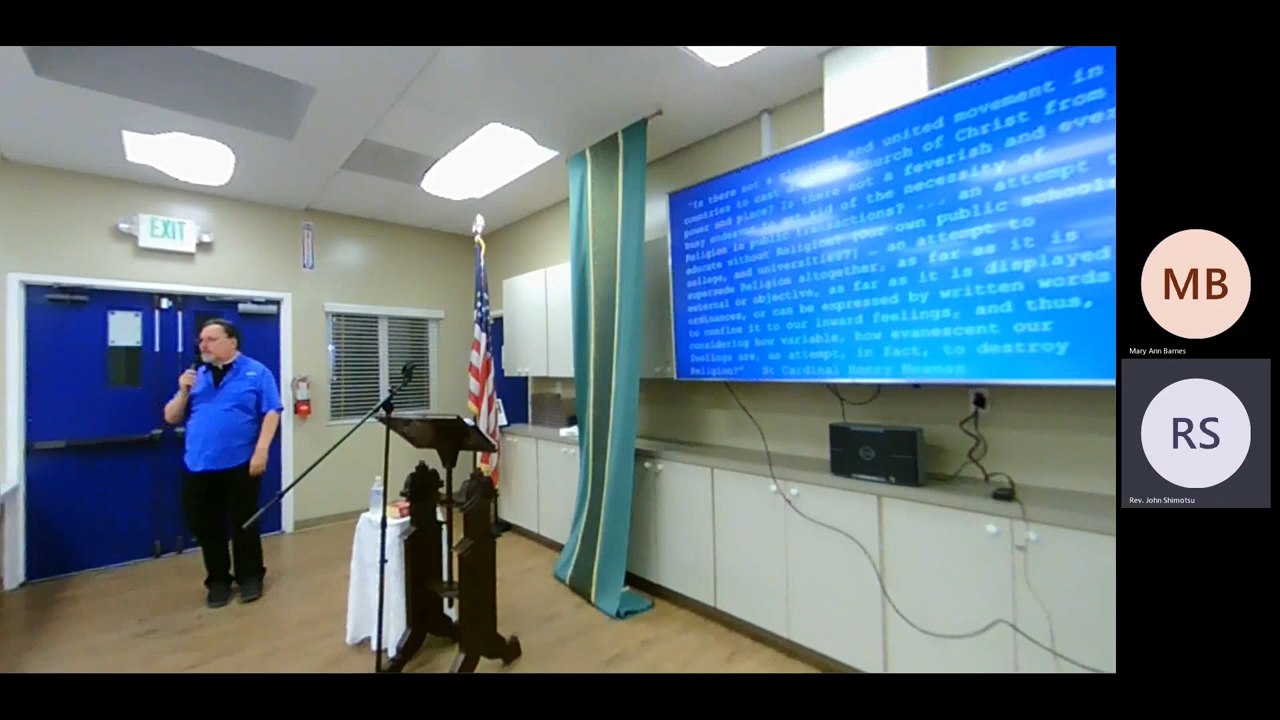 EXIT
"Is there not a and united movement in
countries to cast church of Christ from
power and place? Is there not a feverish and ever
busy endeavor to get rid of the necessity of
Religion in public transactions? ... an attempt t
educate without Religion? (Our own public schools
college, and universities?) - an attempt to
supersede Religion altogether, as far as it is
external or objective, as far as it is displayed
ordinances, or can be expressed by written words
to confine it to our inward feelings, and thus,
considering how variable, how evanescent our
feelings are, an attempt, in fact, to destroy
Religion?" St Cardinal Henry Newman
DELL
MB
Mary Ann Barnes
RS
Rev. John Shimotsu